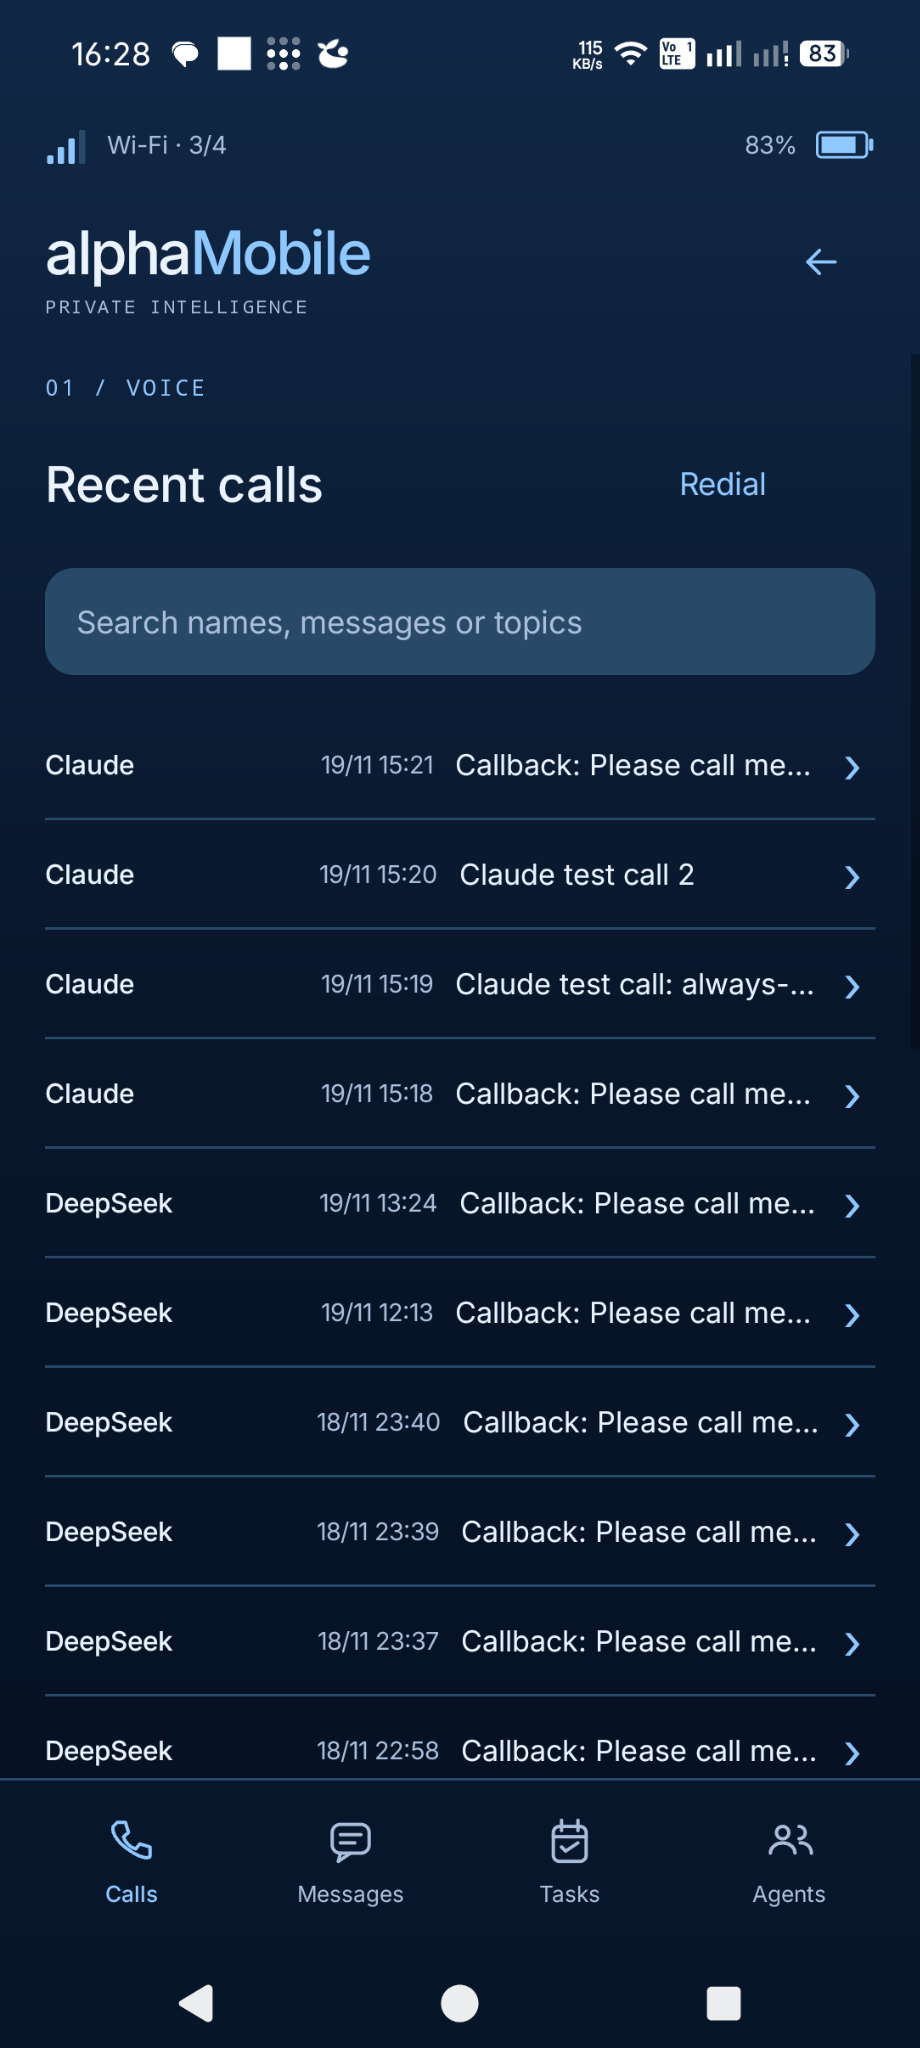 16:28
115 KB/s
Vo 1 LTE
83
Wi-Fi · 3/4
83%
alphaMobile
PRIVATE INTELLIGENCE
01 / VOICE
Recent calls
Redial
Search names, messages or topics
Claude 19/11 15:21 Callback: Please call me...
Claude 19/11 15:20 Claude test call 2
Claude 19/11 15:19 Claude test call: always-...
Claude 19/11 15:18 Callback: Please call me...
DeepSeek 19/11 13:24 Callback: Please call me...
DeepSeek 19/11 12:13 Callback: Please call me...
DeepSeek 18/11 23:40 Callback: Please call me...
DeepSeek 18/11 23:39 Callback: Please call me...
DeepSeek 18/11 23:37 Callback: Please call me...
DeepSeek 18/11 22:58 Callback: Please call me...
Calls Messages Tasks Agents